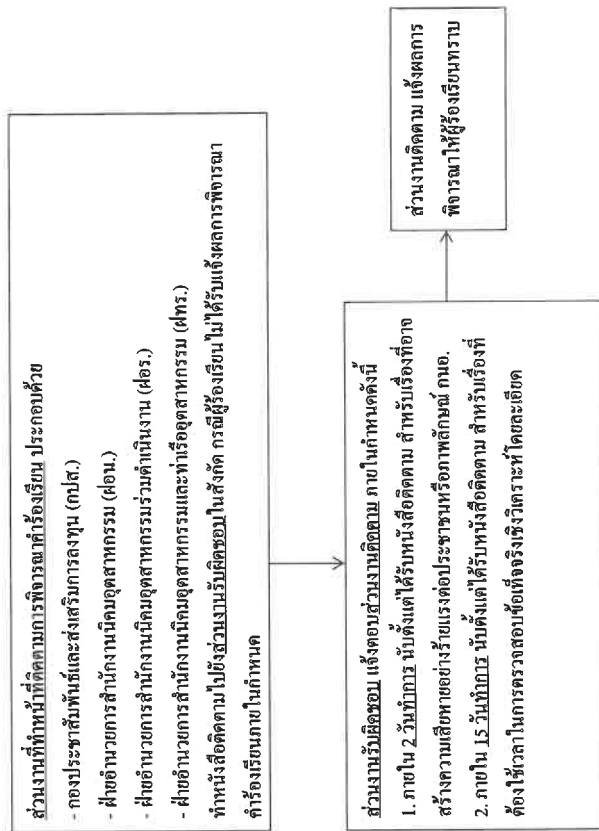 ส่วนงานที่ทำหน้าที่ติดตามการพิจารณาคำร้องเรียน ประกอบด้วย
- กองประชาสัมพันธ์และส่งเสริมการลงทุน (กปส.)
- ฝ่ายอำนวยการสำนักงานนิคมอุตสาหกรรม (ฝอน.)
- ฝ่ายอำนวยการสำนักงานนิคมอุตสาหกรรมร่วมดำเนินงาน (ฝอร.)
- ฝ่ายอำนวยการสำนักงานนิคมอุตสาหกรรมและท่าเรืออุตสาหกรรม (ฝทร.)
ทำหนังสือติดตามไปยังส่วนงานรับผิดชอบในสังกัด กรณีผู้ร้องเรียนไม่ได้รับแจ้งผลการพิจารณา
คำร้องเรียนภายในกำหนด
ส่วนงานรับผิดชอบ แจ้งตอบส่วนงานติดตาม ภายในกำหนดดังนี้
1. ภายใน 2 วันทำการ นับตั้งแต่ได้รับหนังสือติดตาม สำหรับเรื่องที่อาจ
สร้างความเสียหายอย่างร้ายแรงต่อประชาชนหรือภาพลักษณ์ กนอ.
2. ภายใน 15 วันทำการ นับตั้งแต่ได้รับหนังสือติดตาม สำหรับเรื่องที่
ต้องใช้เวลาในการตรวจสอบข้อเท็จจริงเชิงวิเคราะห์โดยละเอียด
ส่วนงานติดตาม แจ้งผลการ
พิจารณาให้ผู้ร้องเรียนทราบ